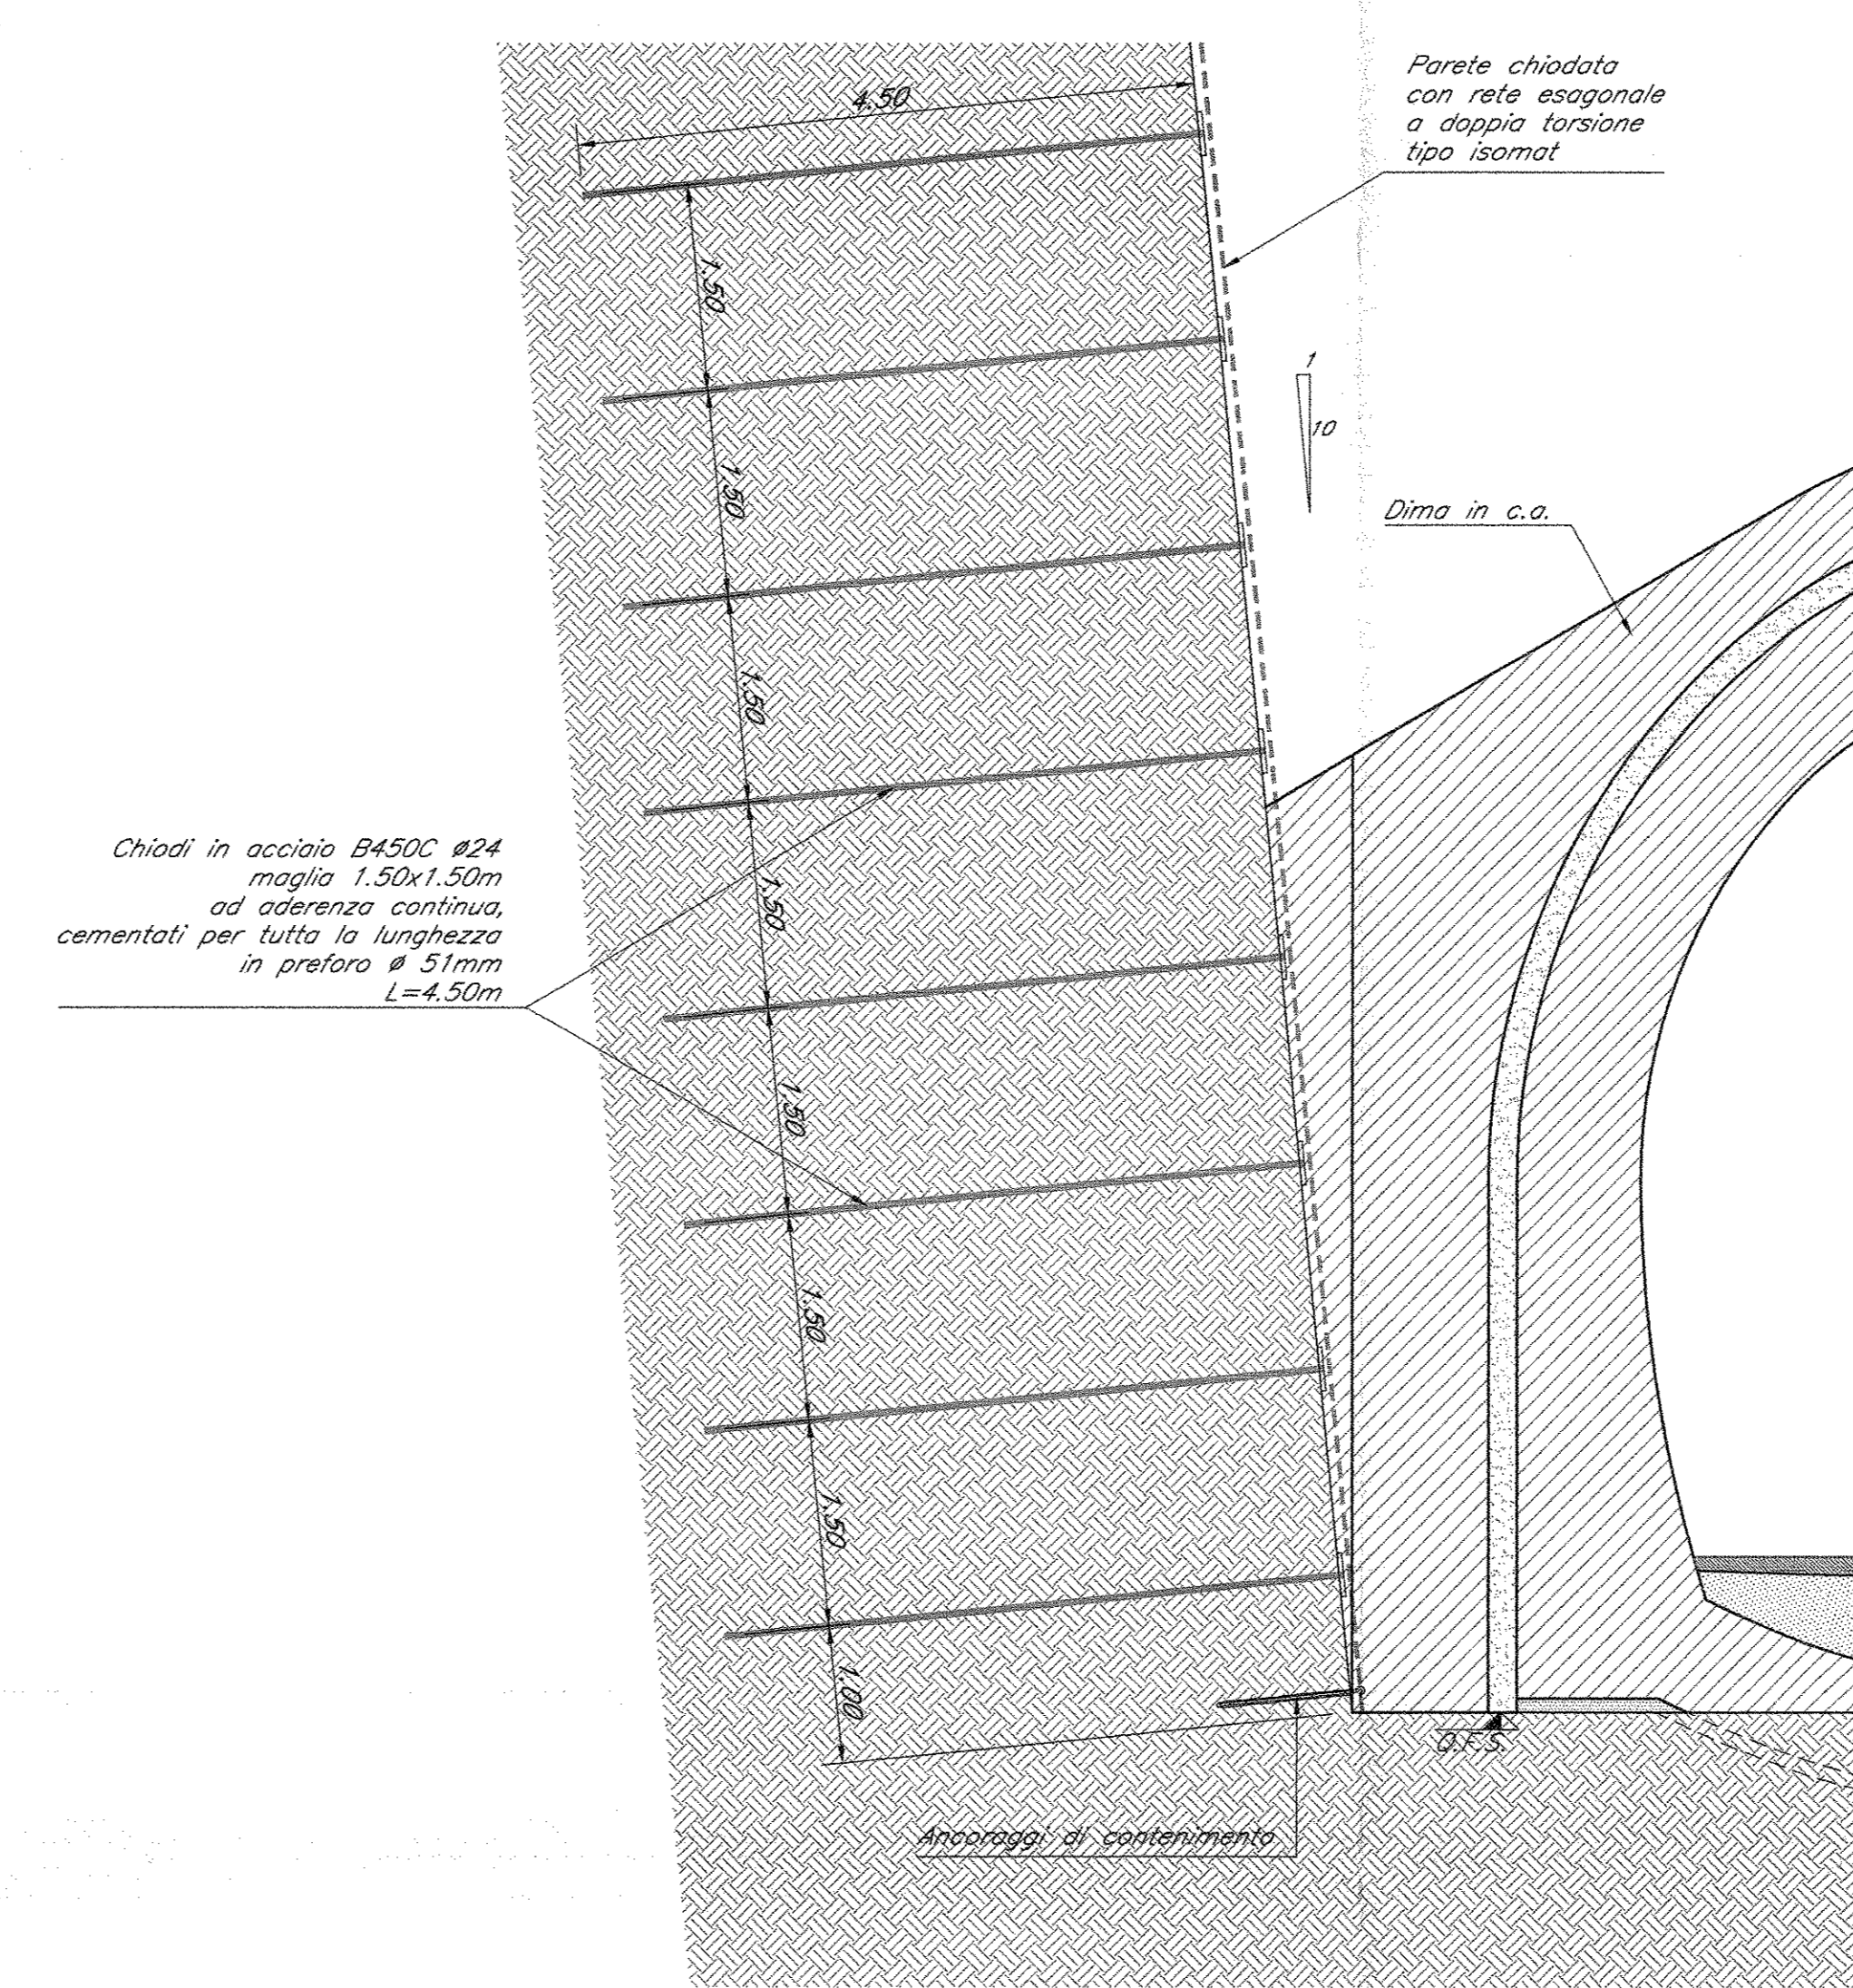 Parete chiodata
con rete esagonale
a doppia torsione
tipo isomat
4.50
1.50
1
10
1.50
Dima in c.a.
1.50
Chiodi in acciaio B450C ø24
maglia 1.50x1.50m
ad aderenza continua,
cementati per tutta la lunghezza
in preforo ø 51mm
L=4.50m
1.50
1.50
1.50
1.50
1.00
Q.F.S.
Ancoraggi di contenimento